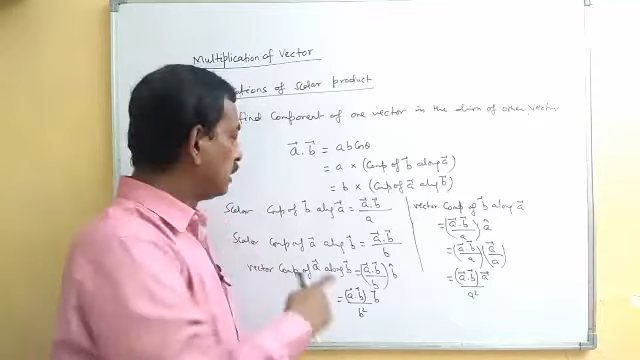 Multiplication of Vector
ations of Scalar product
find Component of one vector in the dirn of other Vector
a⃗ . b⃗ = ab Cosθ
= a × (Comp of b⃗ along a⃗)
= b × (Comp of a⃗ along b⃗)
Scalar Comp of b⃗ along a⃗ = (a⃗.b⃗)/a
Scalar Comp of a⃗ along b⃗ = (a⃗.b⃗)/b
vector Comp of a⃗ along b⃗ = ((a⃗.b⃗)/b) b̂
= (a⃗.b⃗) b⃗ / b²
vector Comp of b⃗ along a⃗
= ((a⃗.b⃗)/a) â
= ((a⃗.b⃗)/a) (a⃗/a)
= (a⃗.b⃗) a⃗ / a²